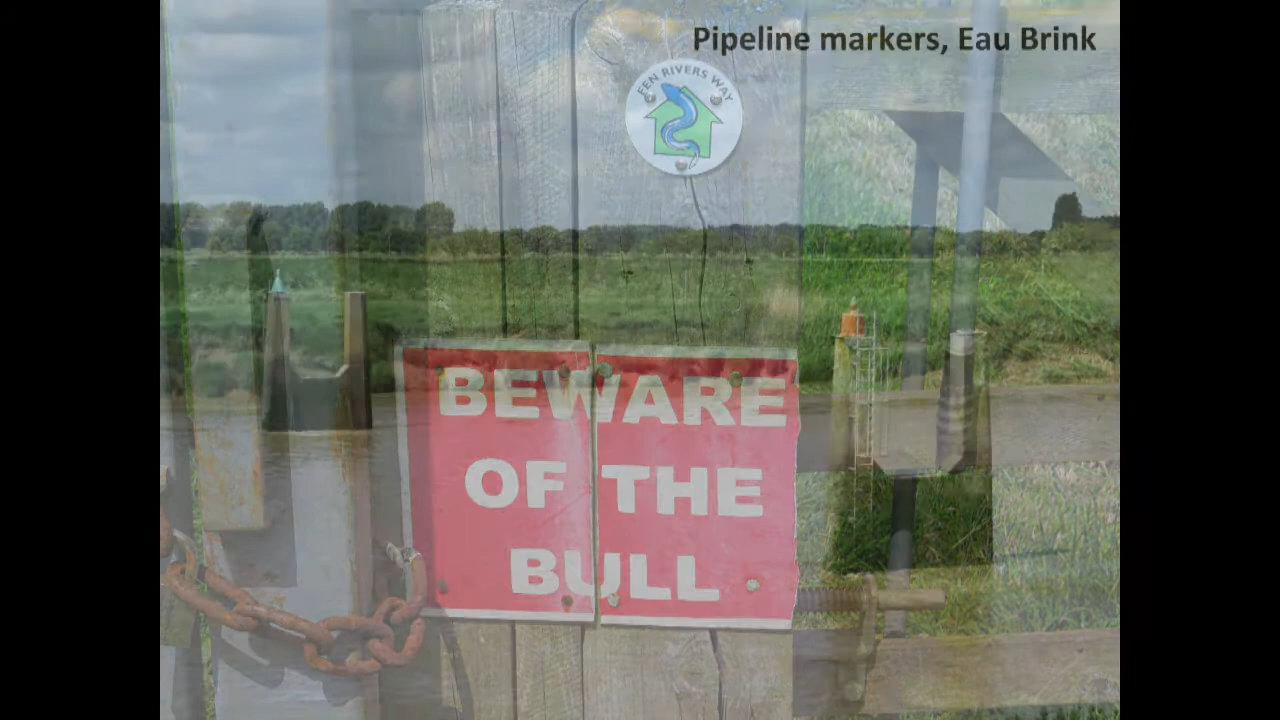 Pipeline markers, Eau Brink
FEN RIVERS WAY
BEWARE
OF THE
BULL